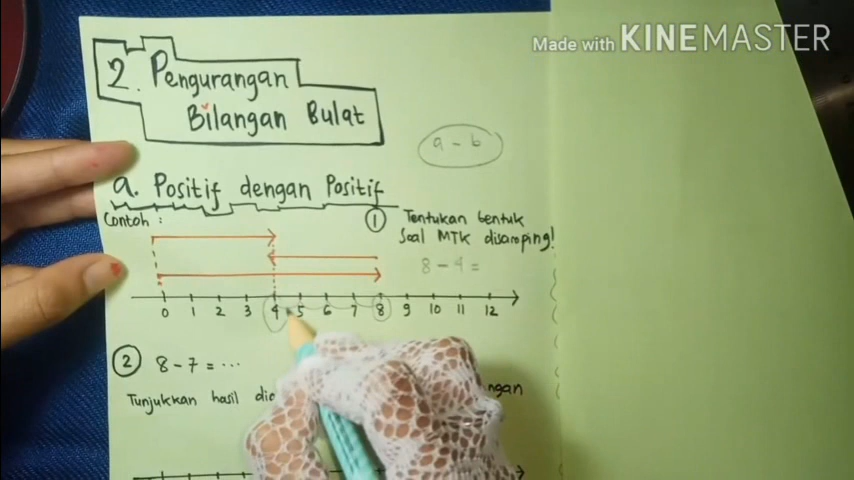 Made with KINEMASTER
2. Pengurangan
Bilangan Bulat
a - b
a. Positif dengan Positif
Contoh :
1 Tentukan bentuk
Soal MTK disamping!
8 - 4 =
0 1 2 3 4 5 6 7 8 9 10 11 12
2 8 - 7 = ...
Tunjukkan hasil